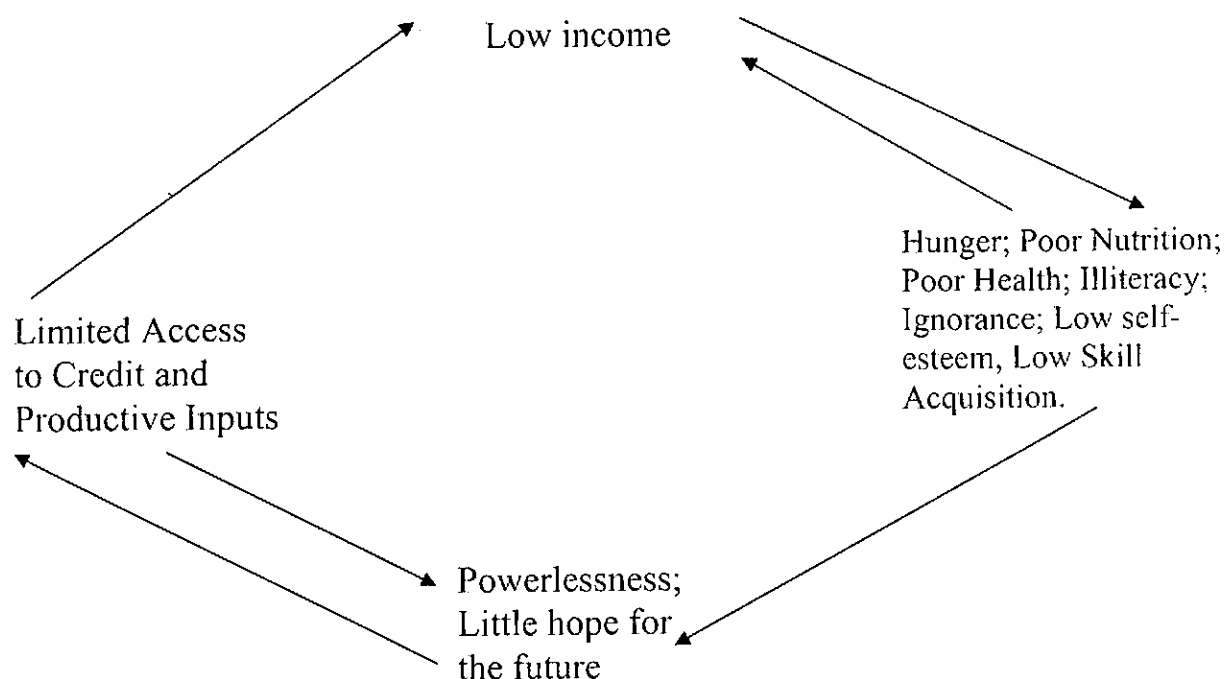 Low income
Hunger; Poor Nutrition;
Poor Health; Illiteracy;
Ignorance; Low self-
esteem, Low Skill
Acquisition.
Limited Access
to Credit and
Productive Inputs
Powerlessness;
Little hope for
the future